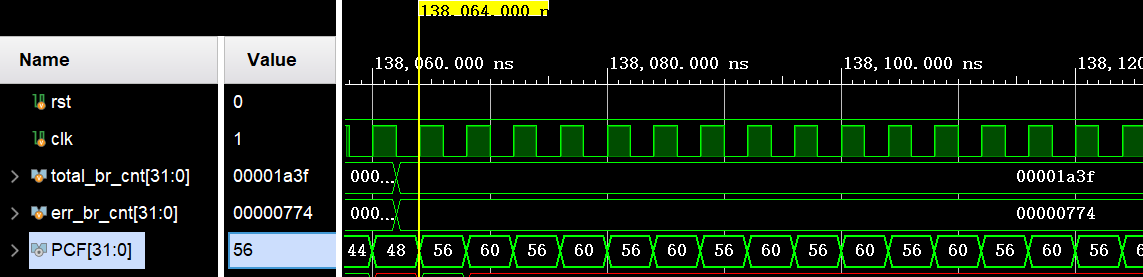 138,064.000 n
Name Value
138,060.000 ns 138,080.000 ns 138,100.000 ns 138,120
rst 0
clk 1
total_br_cnt[31:0] 00001a3f 000... 00001a3f
err_br_cnt[31:0] 00000774 000... 00000774
PCF[31:0] 56 44 48 56 60 56 60 56 60 56 60 56 60 56 60 56 60 56 60